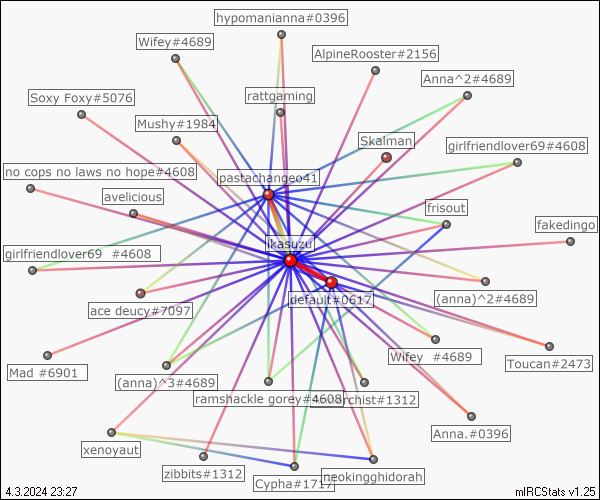 hypomanianna#0396
Wifey#4689
AlpineRooster#2156
Anna^2#4689
Soxy Foxy#5076
rattgaming
Mushy#1984
Skalman
girlfriendlover69#4608
no cops no laws no hope#4608
pastachangeo41
avelicious
frisout
fakedingo
ikasuzu
girlfriendlover69 #4608
default#0617
(anna)^2#4689
ace deucy#7097
Wifey #4689
Toucan#2473
Mad #6901
(anna)^3#4689
ramshackle gorey#4608
#1312
Anna.#0396
xenoyaut
zibbits#1312
Cypha#1717
neokingghidorah
4.3.2024 23:27
mIRCStats v1.25